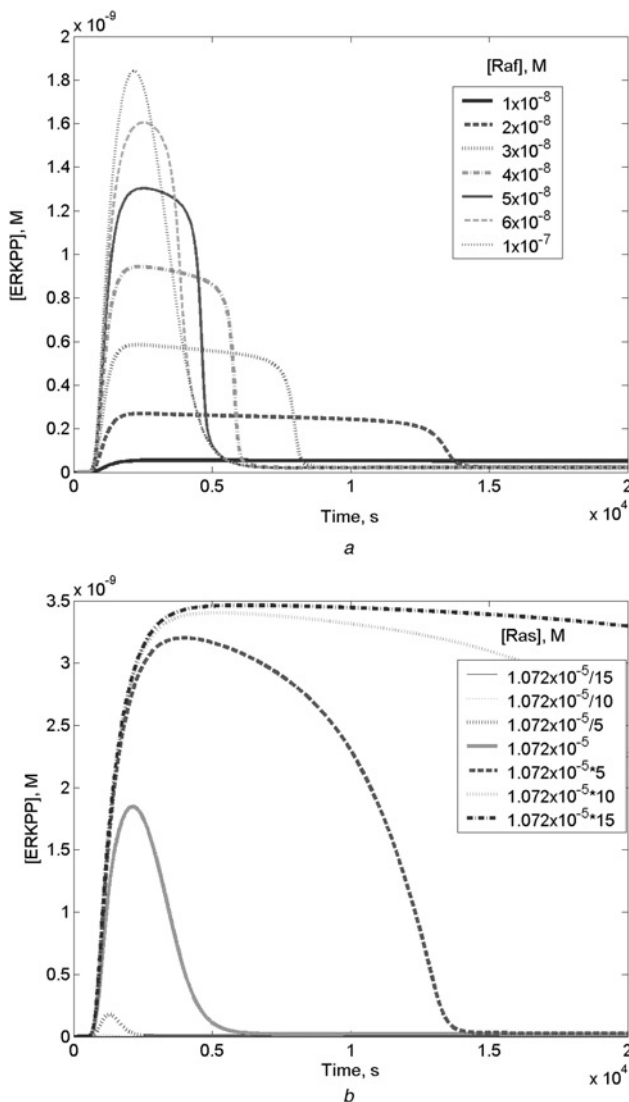 x 10⁻⁹
2
1.8
1.6
1.4
1.2
1
0.8
0.6
0.4
0.2
0
[ERKPP], M
[Raf], M
1x10⁻⁸
2x10⁻⁸
3x10⁻⁸
4x10⁻⁸
5x10⁻⁸
6x10⁻⁸
1x10⁻⁷
0 0.5 1 1.5 2
Time, s
x 10⁴
a
x 10⁻⁹
3.5
3
2.5
2
1.5
1
0.5
0
[ERKPP], M
[Ras], M
1.072x10⁻⁵/15
1.072x10⁻⁵/10
1.072x10⁻⁵/5
1.072x10⁻⁵
1.072x10⁻⁵*5
1.072x10⁻⁵*10
1.072x10⁻⁵*15
0 0.5 1 1.5 2
Time, s
x 10⁴
b